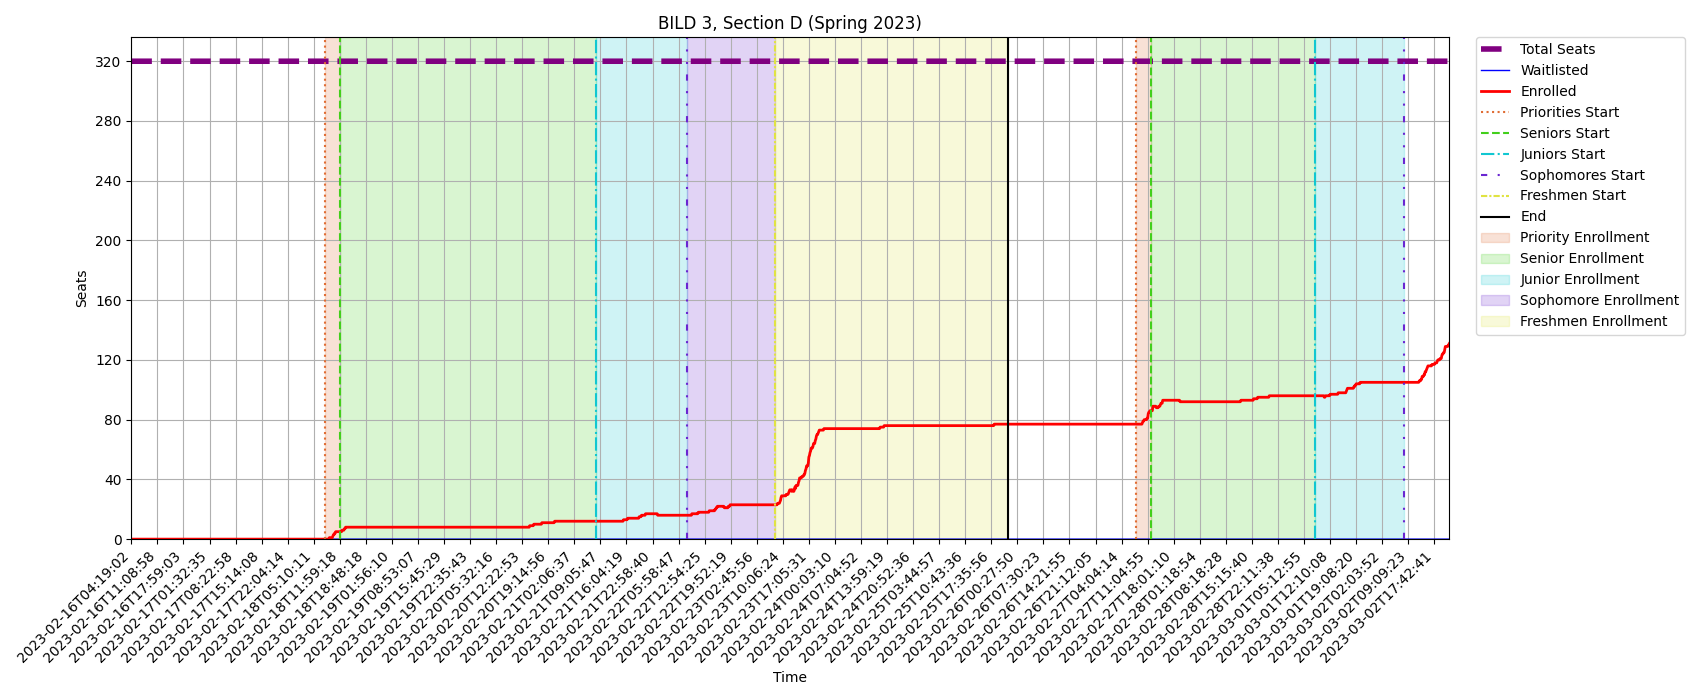 BILD 3, Section D (Spring 2023)
Total Seats
Waitlisted
Enrolled
Priorities Start
Seniors Start
Juniors Start
Sophomores Start
Freshmen Start
End
Priority Enrollment
Senior Enrollment
Junior Enrollment
Sophomore Enrollment
Freshmen Enrollment
Seats
320
280
240
200
160
120
80
40
0
2023-02-16T04:19:02
2023-02-16T11:08:58
2023-02-16T17:59:03
2023-02-17T01:32:35
2023-02-17T08:22:58
2023-02-17T15:14:08
2023-02-17T22:04:14
2023-02-18T05:10:11
2023-02-18T11:59:18
2023-02-18T18:48:18
2023-02-19T01:56:10
2023-02-19T08:53:07
2023-02-19T15:45:29
2023-02-19T22:35:43
2023-02-20T05:32:16
2023-02-20T12:22:53
2023-02-20T19:14:56
2023-02-21T02:06:37
2023-02-21T09:05:47
2023-02-21T16:04:19
2023-02-21T22:58:40
2023-02-22T05:58:47
2023-02-22T12:54:25
2023-02-22T19:52:19
2023-02-23T02:45:56
2023-02-23T10:06:24
2023-02-23T17:05:31
2023-02-24T00:03:10
2023-02-24T07:04:52
2023-02-24T13:59:19
2023-02-24T20:52:36
2023-02-25T03:44:57
2023-02-25T10:43:36
2023-02-25T17:35:56
2023-02-26T00:27:50
2023-02-26T07:30:23
2023-02-26T14:21:55
2023-02-26T21:12:05
2023-02-27T04:04:14
2023-02-27T11:04:55
2023-02-27T18:01:10
2023-02-28T01:18:54
2023-02-28T08:18:28
2023-02-28T15:15:40
2023-02-28T22:11:38
2023-03-01T05:12:55
2023-03-01T12:10:08
2023-03-01T19:08:20
2023-03-02T02:03:52
2023-03-02T09:09:23
2023-03-02T17:42:41
Time